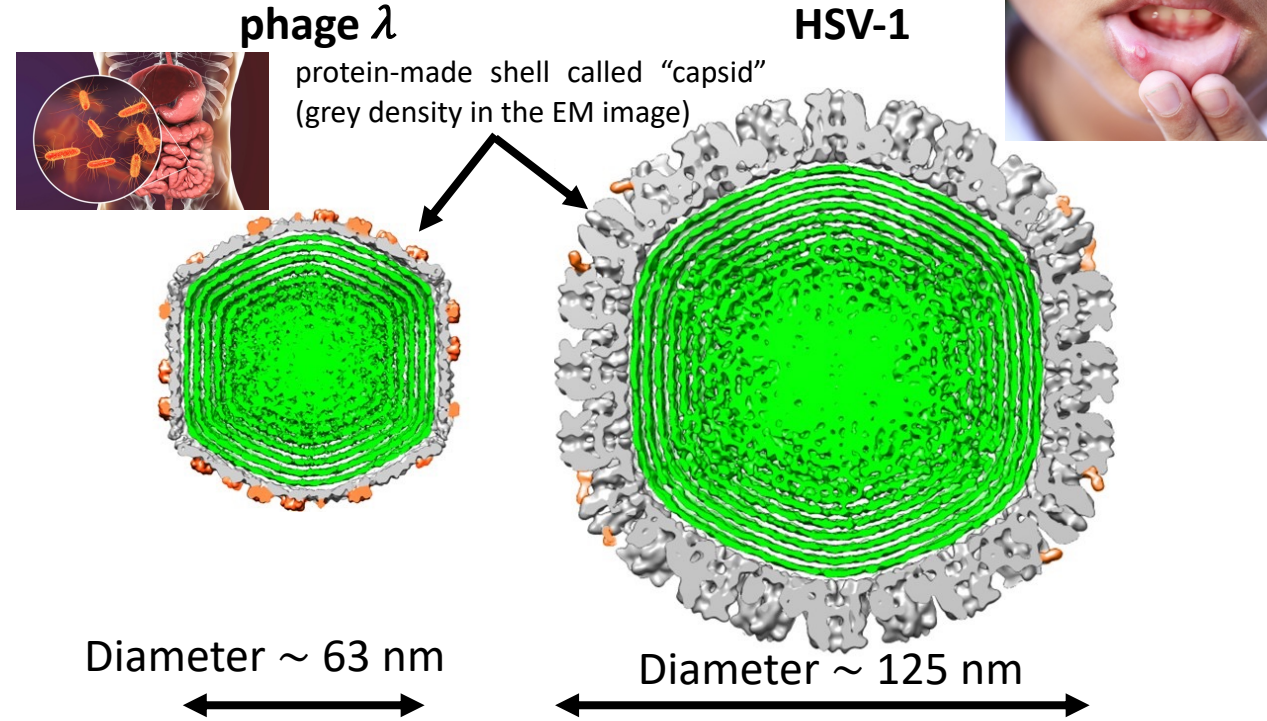 phage λ
HSV-1
protein-made shell called “capsid”
(grey density in the EM image)
Diameter ~ 63 nm
Diameter ~ 125 nm